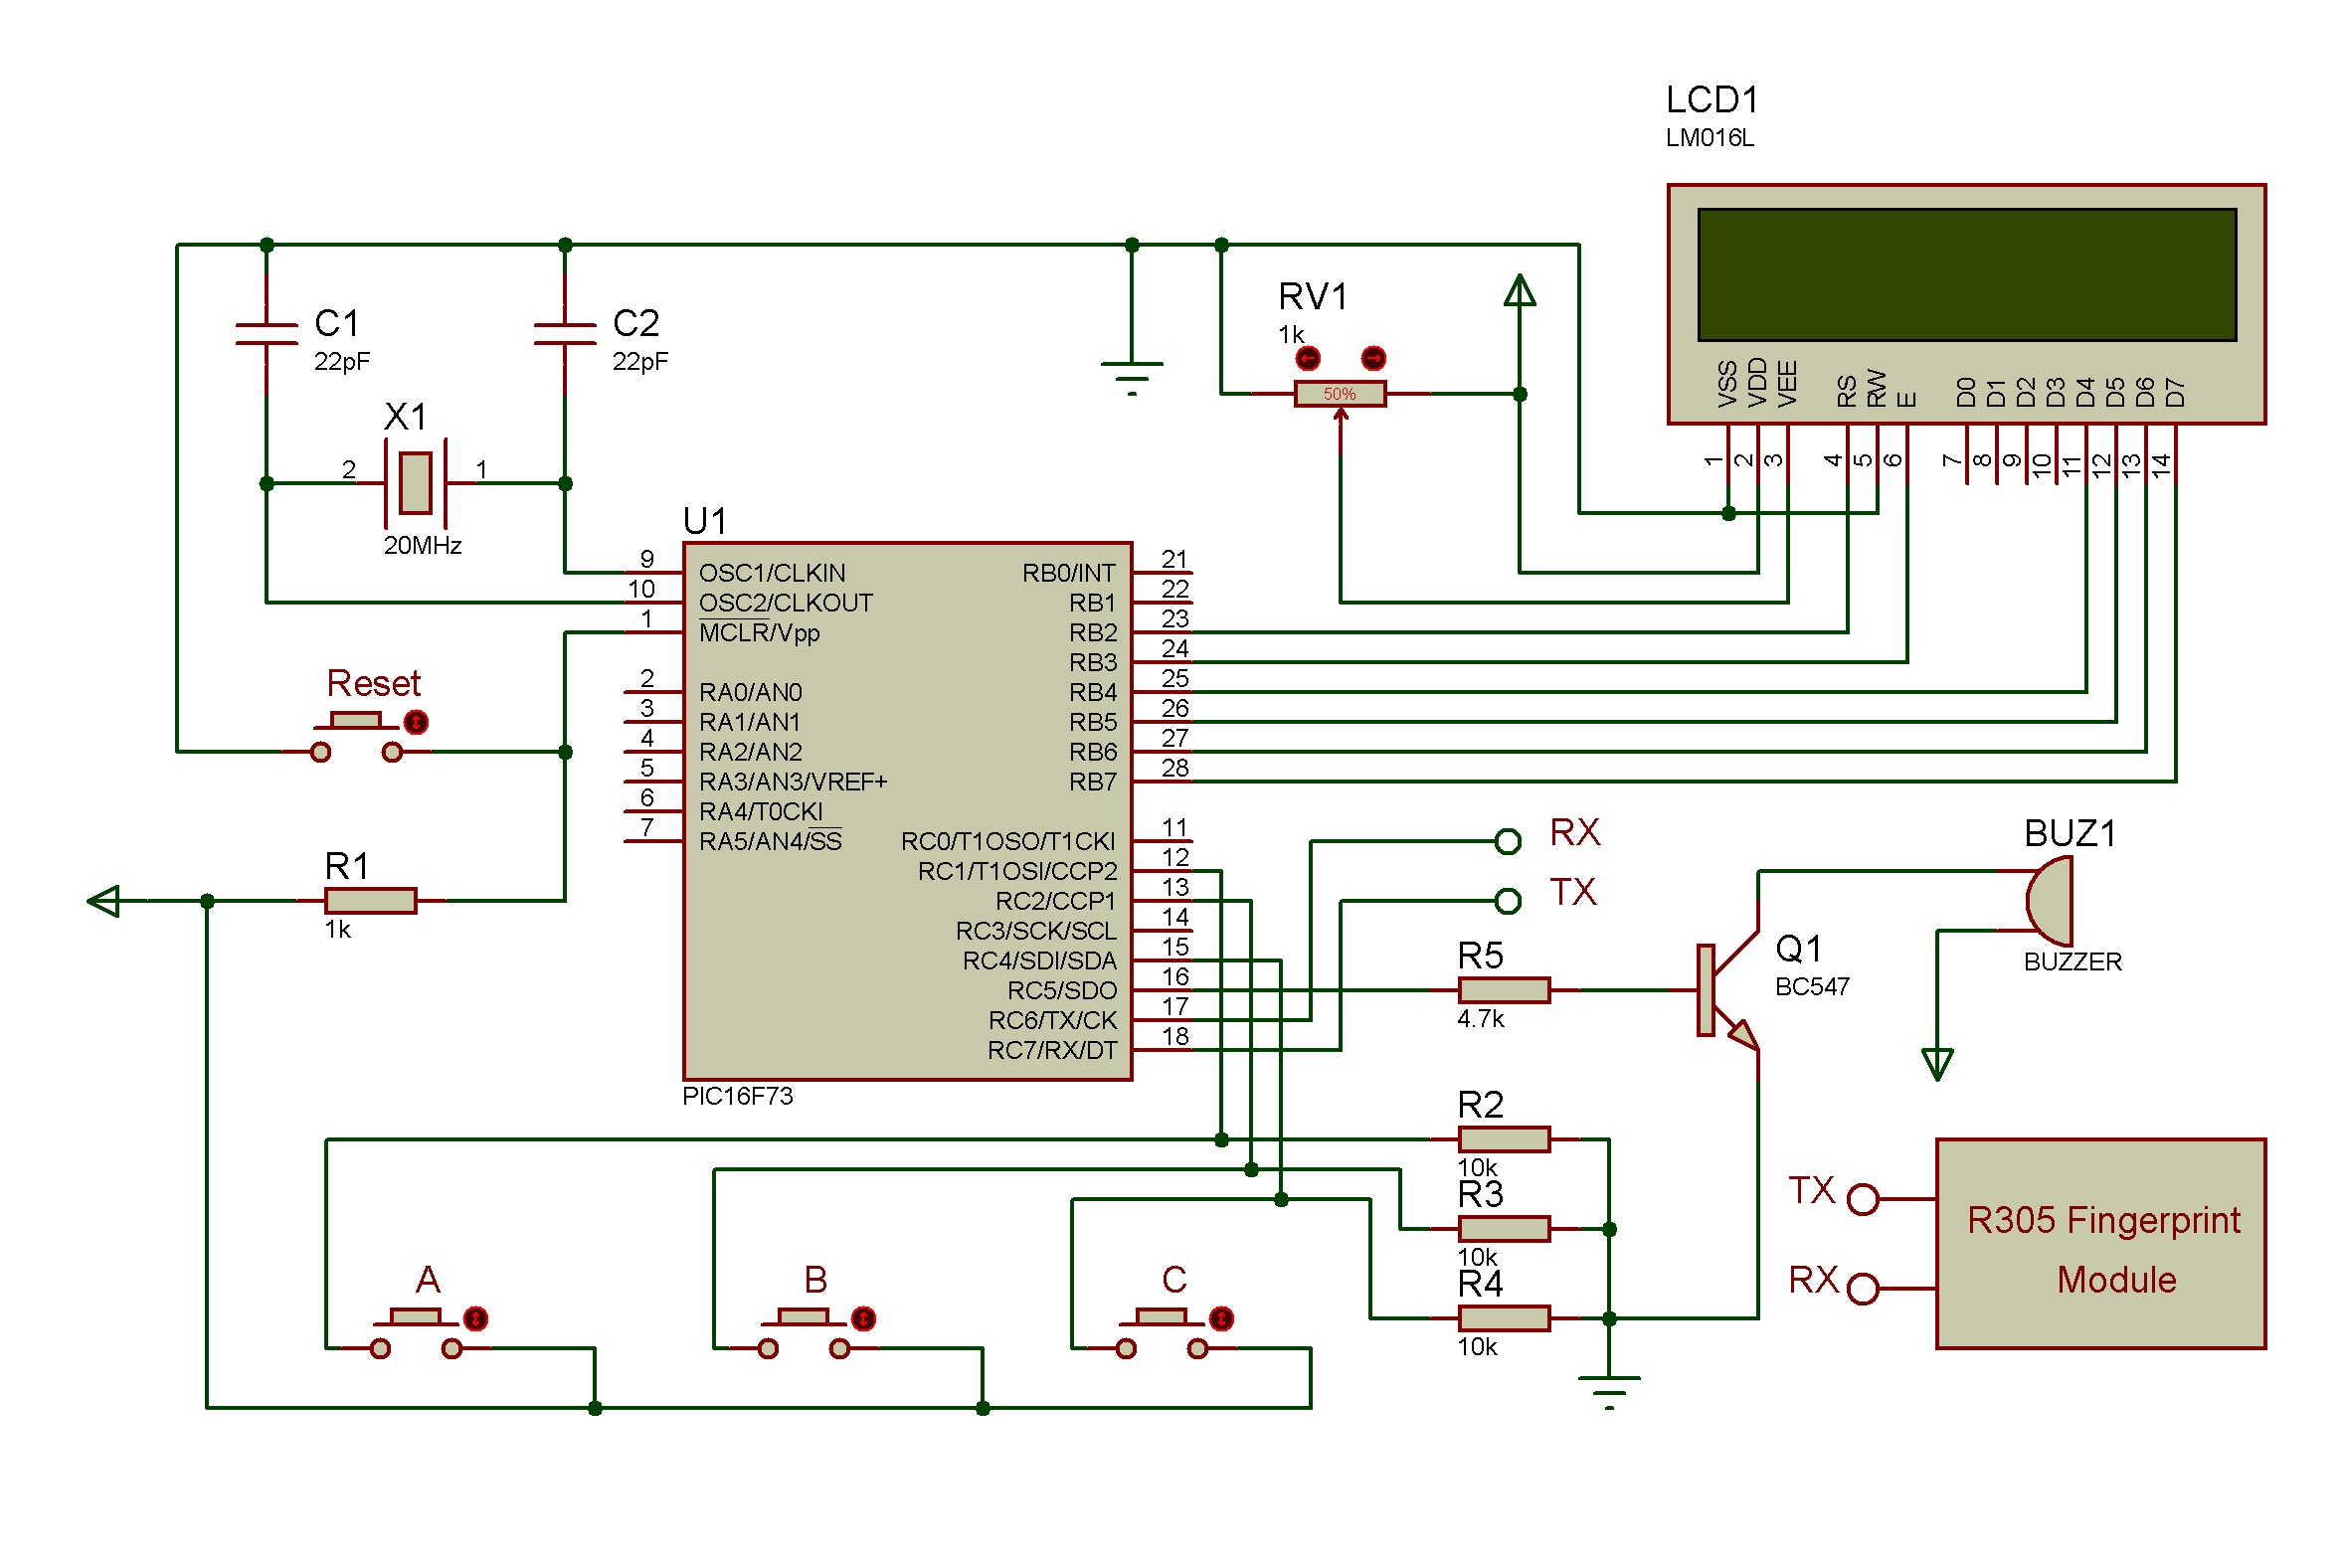 LCD1
LM016L
RV1
1k
50%
C1
22pF
C2
22pF
X1
2
1
20MHz
VSS
VDD
VEE
RS
RW
E
D0
D1
D2
D3
D4
D5
D6
D7
1
2
3
4
5
6
7
8
9
10
11
12
13
14
U1
9 OSC1/CLKIN
10 OSC2/CLKOUT
1 MCLR/Vpp
2 RA0/AN0
3 RA1/AN1
4 RA2/AN2
5 RA3/AN3/VREF+
6 RA4/T0CKI
7 RA5/AN4/SS
RB0/INT 21
RB1 22
RB2 23
RB3 24
RB4 25
RB5 26
RB6 27
RB7 28
RC0/T1OSO/T1CKI 11
RC1/T1OSI/CCP2 12
RC2/CCP1 13
RC3/SCK/SCL 14
RC4/SDI/SDA 15
RC5/SDO 16
RC6/TX/CK 17
RC7/RX/DT 18
PIC16F73
Reset
R1
1k
RX
TX
BUZ1
BUZZER
Q1
BC547
R5
4.7k
R2
10k
R3
10k
R4
10k
A
B
C
TX
RX
R305 Fingerprint
Module